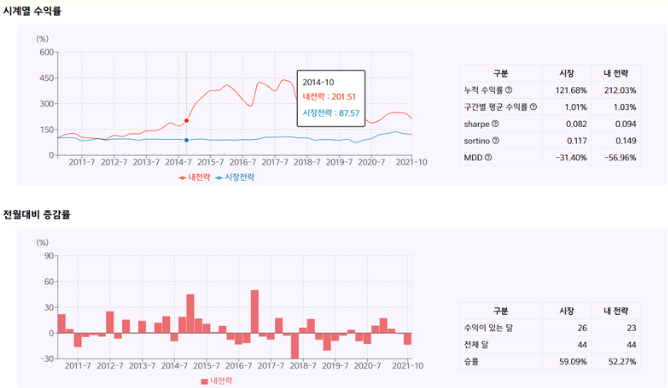 시계열 수익률
(%)
600
450
300
150
0
2011-7 2012-7 2013-7 2014-7 2015-7 2016-7 2017-7 2018-7 2019-7 2020-7 2021-10
2014-10
내전략 : 201.51
시장전략 : 87.57
내전략 시장전략
구분 시장 내 전략
누적 수익률 ? 121.68% 212.03%
구간별 평균 수익률 ? 1.01% 1.03%
sharpe ? 0.082 0.094
sortino ? 0.117 0.149
MDD ? -31.40% -56.96%
전월대비 증감률
(%)
90
60
30
0
-30
2011-7 2012-7 2013-7 2014-7 2015-7 2016-7 2017-7 2018-7 2019-7 2020-7 2021-10
내전략
구분 시장 내 전략
수익이 있는 달 26 23
전체 달 44 44
승률 59.09% 52.27%